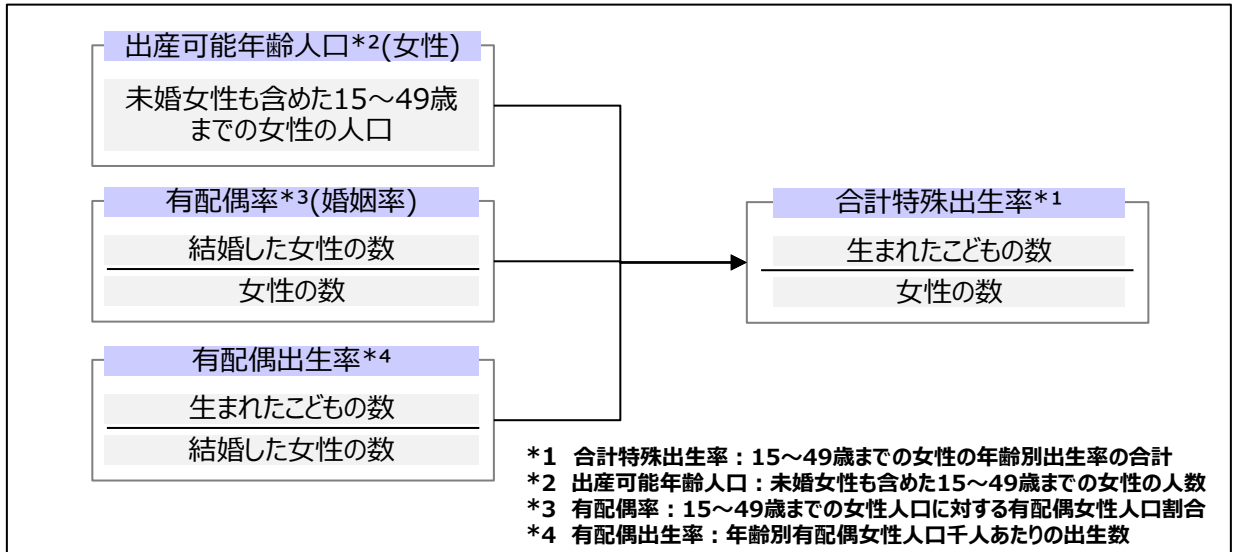 出産可能年齢人口*2(女性)
未婚女性も含めた15～49歳
までの女性の人口
有配偶率*3(婚姻率)
結婚した女性の数
女性の数
有配偶出生率*4
生まれたこどもの数
結婚した女性の数
合計特殊出生率*1
生まれたこどもの数
女性の数
*1 合計特殊出生率：15～49歳までの女性の年齢別出生率の合計
*2 出産可能年齢人口：未婚女性も含めた15～49歳までの女性の人数
*3 有配偶率：15～49歳までの女性人口に対する有配偶女性人口割合
*4 有配偶出生率：年齢別有配偶女性人口千人あたりの出生数